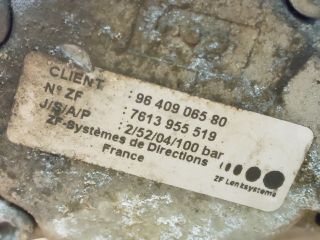 CLIENT : 96 409 065 80
N° ZF : 7613 955 519
J/S/A/P : 2/52/04/100 bar
ZF-Systèmes de Directions
France
ZF Lenksysteme